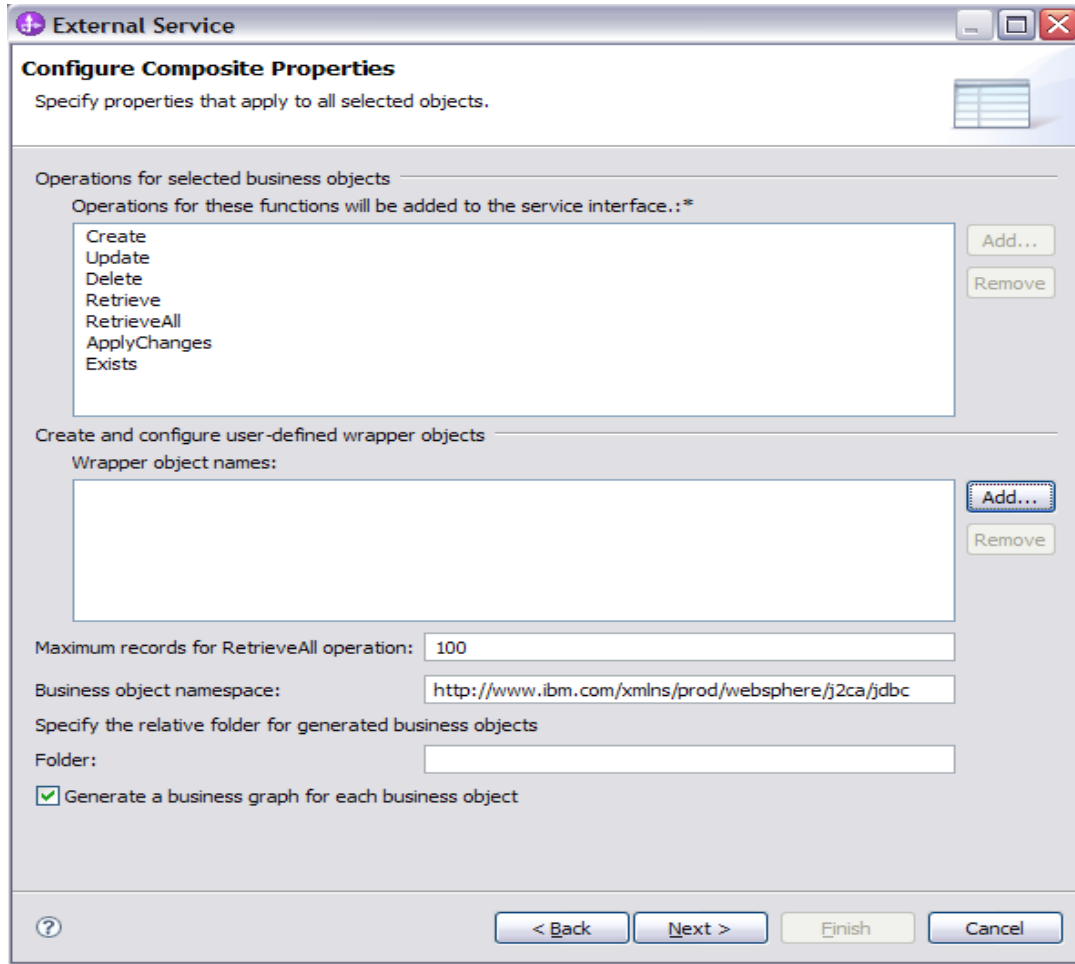 External Service
Configure Composite Properties
Specify properties that apply to all selected objects.
Operations for selected business objects
Operations for these functions will be added to the service interface.:*
Create
Update
Delete
Retrieve
RetrieveAll
ApplyChanges
Exists
Add...
Remove
Create and configure user-defined wrapper objects
Wrapper object names:
Add...
Remove
Maximum records for RetrieveAll operation: 100
Business object namespace: http://www.ibm.com/xmlns/prod/websphere/j2ca/jdbc
Specify the relative folder for generated business objects
Folder:
Generate a business graph for each business object
? < Back Next > Finish Cancel